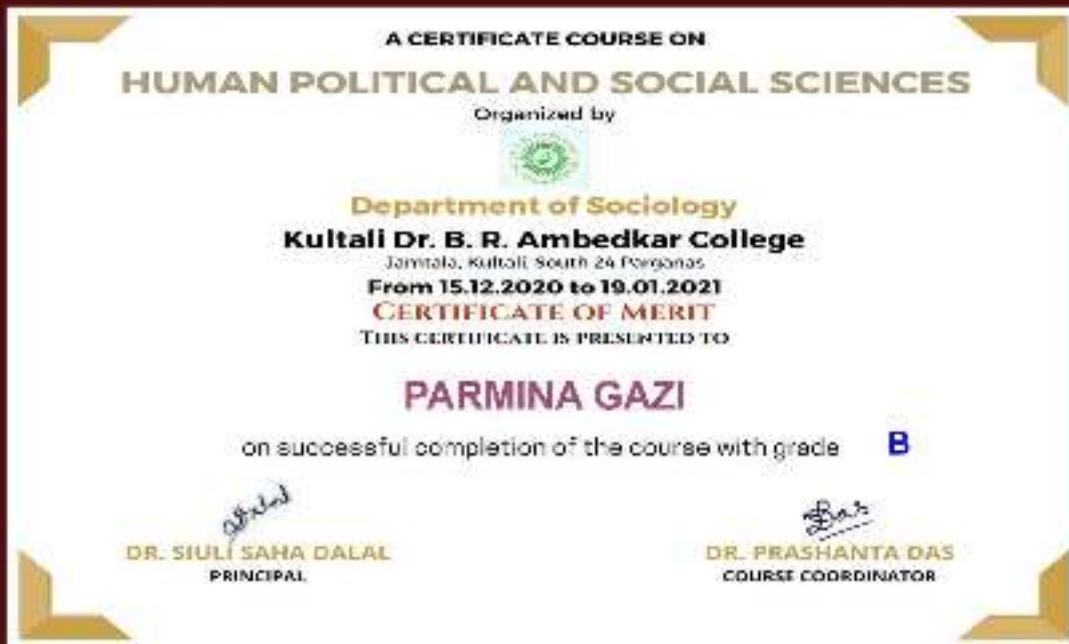 A CERTIFICATE COURSE ON
HUMAN POLITICAL AND SOCIAL SCIENCES
Organized by
Department of Sociology
Kultali Dr. B. R. Ambedkar College
Jamtala, Kultali, South 24 Parganas
From 15.12.2020 to 19.01.2021
CERTIFICATE OF MERIT
THIS CERTIFICATE IS PRESENTED TO
PARMINA GAZI
on successful completion of the course with grade B
Das
DR. SIULI SAHA DALAL
DR. PRASHANTA DAS
PRINCIPAL
COURSE COORDINATOR